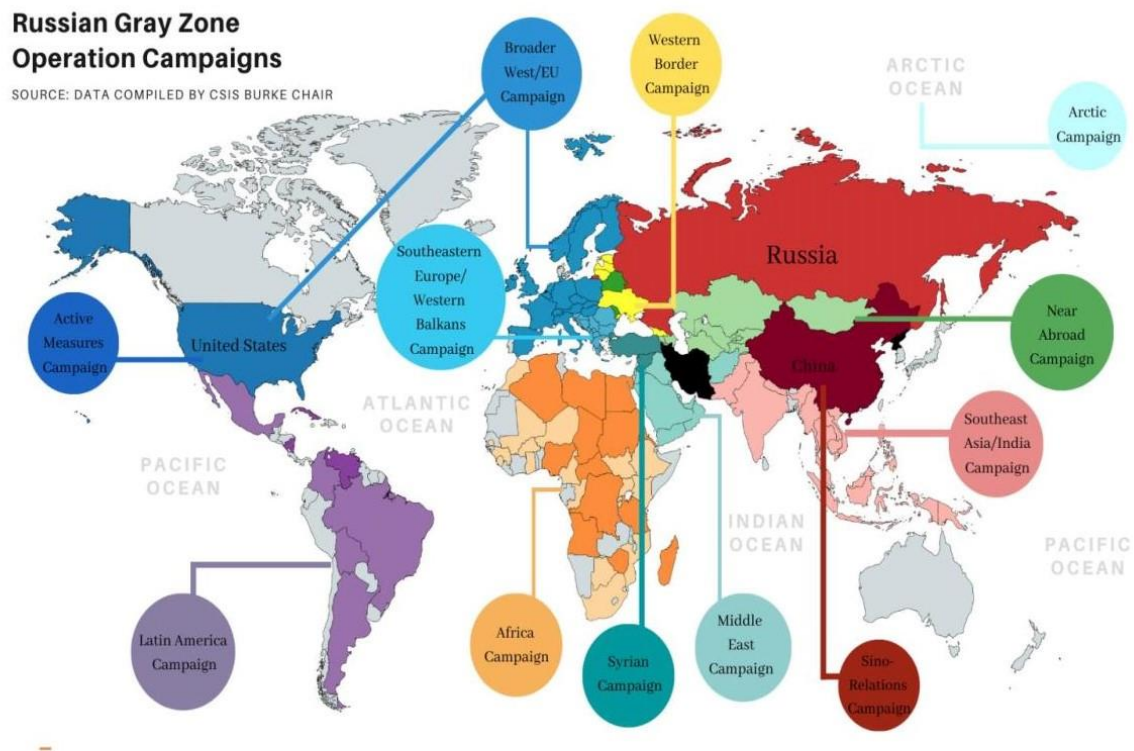 Russian Gray Zone
Operation Campaigns
SOURCE: DATA COMPILED BY CSIS BURKE CHAIR
Broader
West/EU
Campaign
Western
Border
Campaign
ARCTIC
OCEAN
Arctic
Campaign
Southeastern
Europe/
Western
Balkans
Campaign
Russia
Active
Measures
Campaign
United States
China
Near
Abroad
Campaign
ATLANTIC
OCEAN
Southeast
Asia/India
Campaign
PACIFIC
OCEAN
INDIAN
OCEAN
PACIFIC
OCEAN
Latin America
Campaign
Africa
Campaign
Syrian
Campaign
Middle
East
Campaign
Sino-
Relations
Campaign